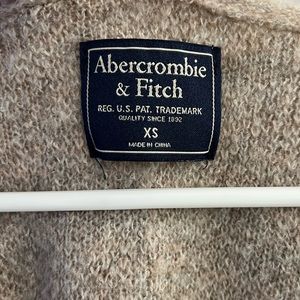 Abercrombie
& Fitch
REG. U.S. PAT. TRADEMARK
QUALITY SINCE 1892
XS
MADE IN CHINA